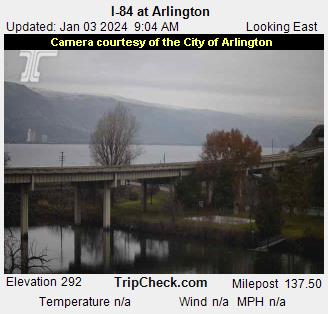 I-84 at Arlington
Updated: Jan 03 2024 9:04 AM Looking East
Camera courtesy of the City of Arlington
Elevation 292 TripCheck.com Milepost 137.50
Temperature n/a Wind n/a MPH n/a